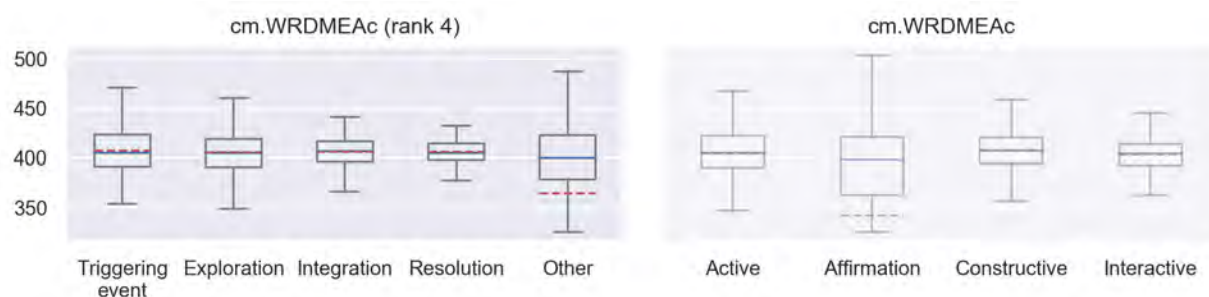 cm.WRDMEAc (rank 4)
cm.WRDMEAc
500
450
400
350
Triggering event
Exploration
Integration
Resolution
Other
Active
Affirmation
Constructive
Interactive